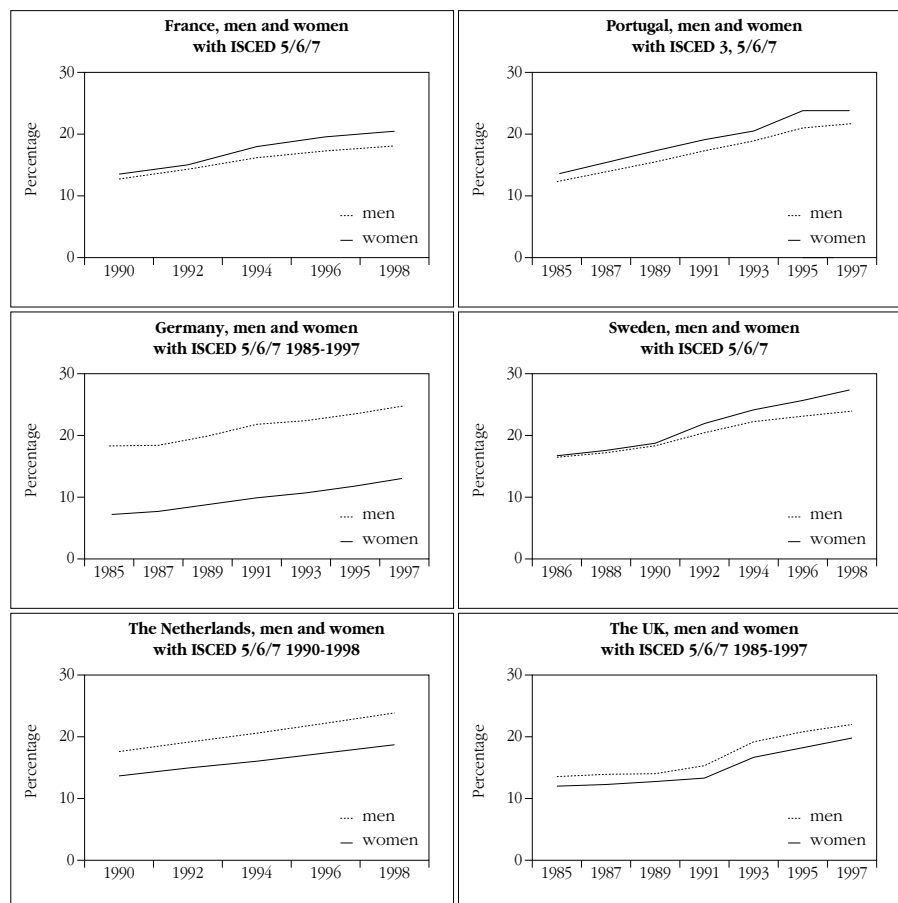 France, men and women
with ISCED 5/6/7
Percentage
30
20
10
0
men
women
1990 1992 1994 1996 1998
Portugal, men and women
with ISCED 3, 5/6/7
Percentage
30
20
10
0
men
women
1985 1987 1989 1991 1993 1995 1997
Germany, men and women
with ISCED 5/6/7 1985-1997
Percentage
30
20
10
0
men
women
1985 1987 1989 1991 1993 1995 1997
Sweden, men and women
with ISCED 5/6/7
Percentage
30
20
10
0
men
women
1986 1988 1990 1992 1994 1996 1998
The Netherlands, men and women
with ISCED 5/6/7 1990-1998
Percentage
30
20
10
0
men
women
1990 1992 1994 1996 1998
The UK, men and women
with ISCED 5/6/7 1985-1997
Percentage
30
20
10
0
men
women
1985 1987 1989 1991 1993 1995 1997